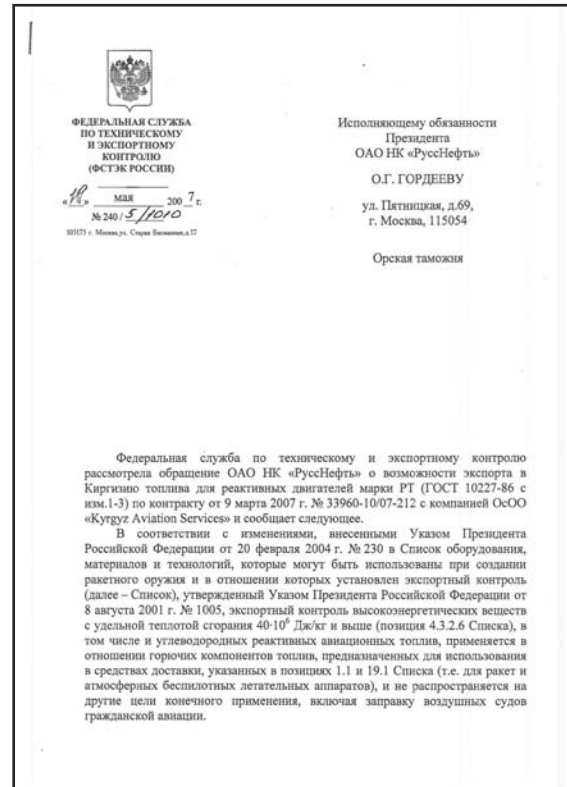 ФЕДЕРАЛЬНАЯ СЛУЖБА
ПО ТЕХНИЧЕСКОМУ
И ЭКСПОРТНОМУ
КОНТРОЛЮ
(ФСТЭК РОССИИ)
« » мая 2007 г.
№ 240 / 5/1010
105175 г. Москва, ул. Старая Басманная, д.17
Исполняющему обязанности
Президента
ОАО НК «РуссНефть»
О.Г. ГОРДЕЕВУ
ул. Пятницкая, д.69,
г. Москва, 115054
Орская таможня
Федеральная служба по техническому и экспортному контролю
рассмотрела обращение ОАО НК «РуссНефть» о возможности экспорта в
Киргизию топлива для реактивных двигателей марки РТ (ГОСТ 10227-86 с
изм.1-3) по контракту от 9 марта 2007 г. № 33960-10/07-212 с компанией ОсОО
«Kyrgyz Aviation Services» и сообщает следующее.
В соответствии с изменениями, внесенными Указом Президента
Российской Федерации от 20 февраля 2004 г. № 230 в Список оборудования,
материалов и технологий, которые могут быть использованы при создании
ракетного оружия и в отношении которых установлен экспортный контроль
(далее – Список), утвержденный Указом Президента Российской Федерации от
8 августа 2001 г. № 1005, экспортный контроль высокоэнергетических веществ
с удельной теплотой сгорания 40·10⁶ Дж/кг и выше (позиция 4.3.2.6 Списка), в
том числе и углеводородных реактивных авиационных топлив, применяется в
отношении горючих компонентов топлив, предназначенных для использования
в средствах доставки, указанных в позициях 1.1 и 19.1 Списка (т.е. для ракет и
атмосферных беспилотных летательных аппаратов), и не распространяется на
другие цели конечного применения, включая заправку воздушных судов
гражданской авиации.